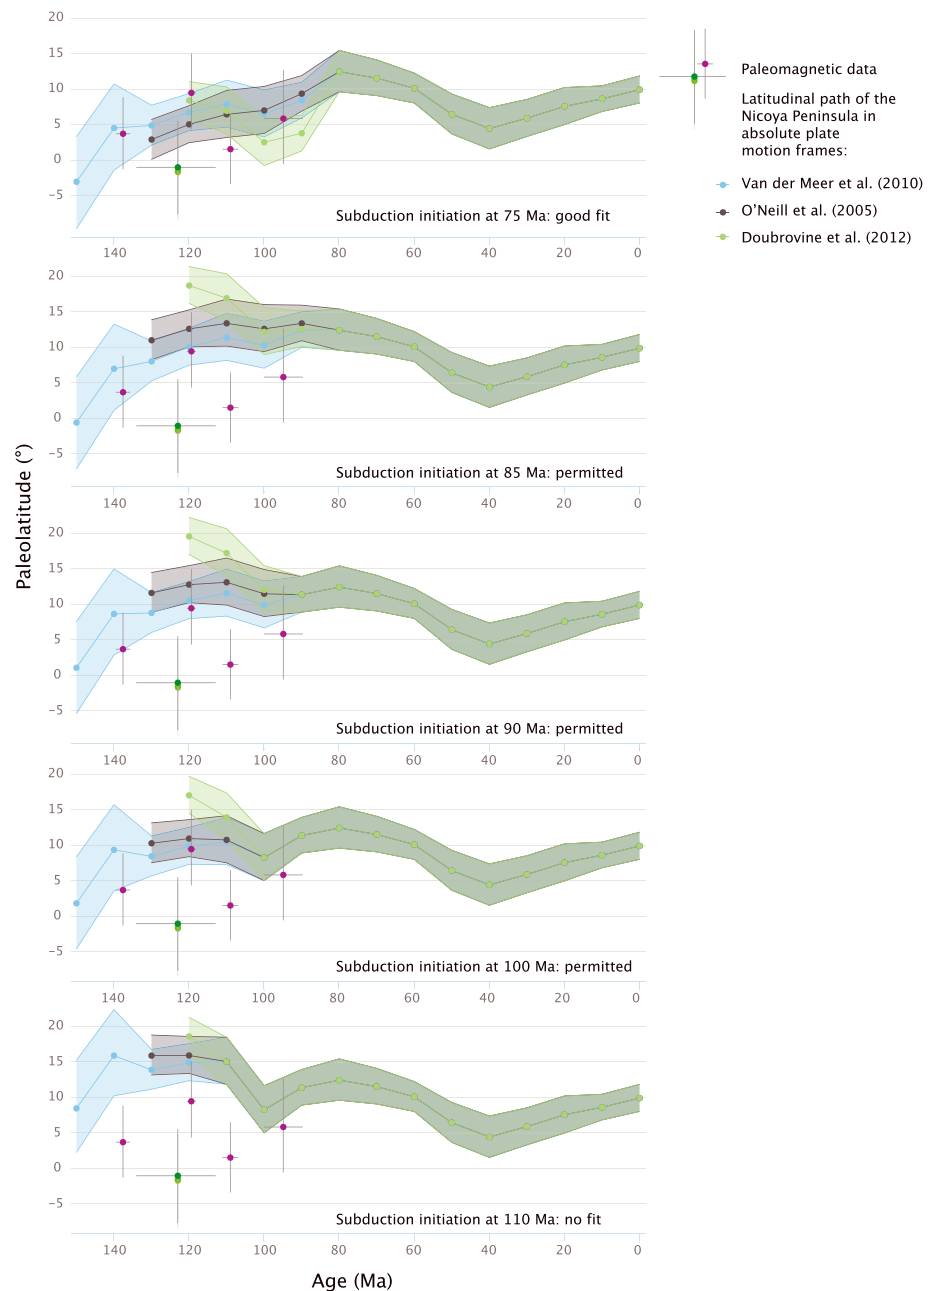 20
15
10
5
0
−5
Subduction initiation at 75 Ma: good fit
140 120 100 80 60 40 20 0
Paleomagnetic data
Latitudinal path of the
Nicoya Peninsula in
absolute plate
motion frames:
Van der Meer et al. (2010)
O’Neill et al. (2005)
Doubrovine et al. (2012)
20
15
10
5
0
−5
Subduction initiation at 85 Ma: permitted
140 120 100 80 60 40 20 0
Paleolatitude (°)
20
15
10
5
0
−5
Subduction initiation at 90 Ma: permitted
140 120 100 80 60 40 20 0
20
15
10
5
0
−5
Subduction initiation at 100 Ma: permitted
140 120 100 80 60 40 20 0
20
15
10
5
0
−5
Subduction initiation at 110 Ma: no fit
140 120 100 80 60 40 20 0
Age (Ma)